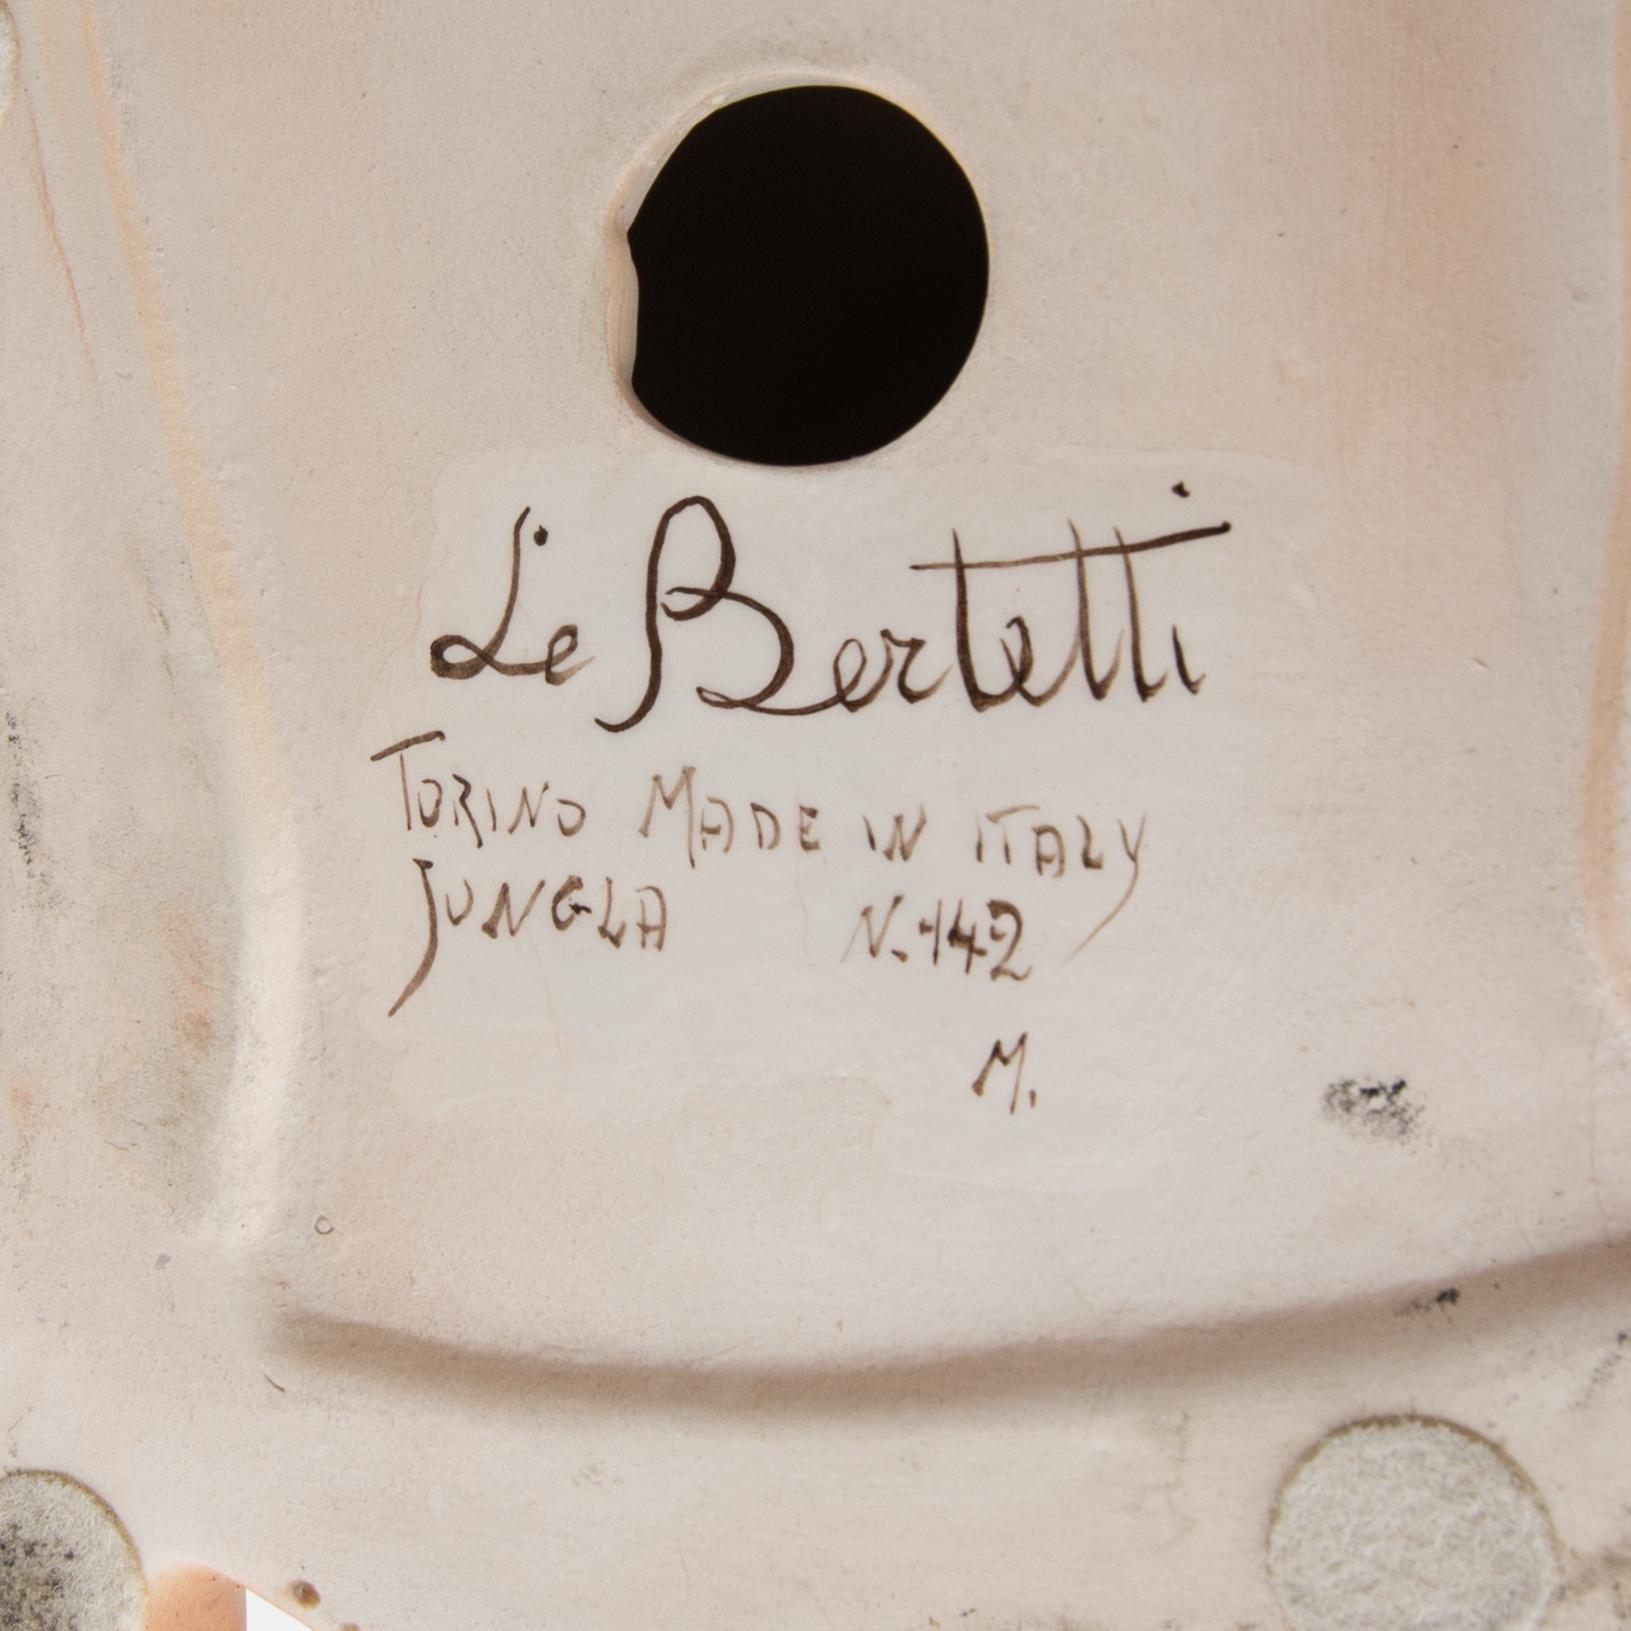 Le Bertetti
TORINO MADE IN ITALY
JUNGLA N.142
M.